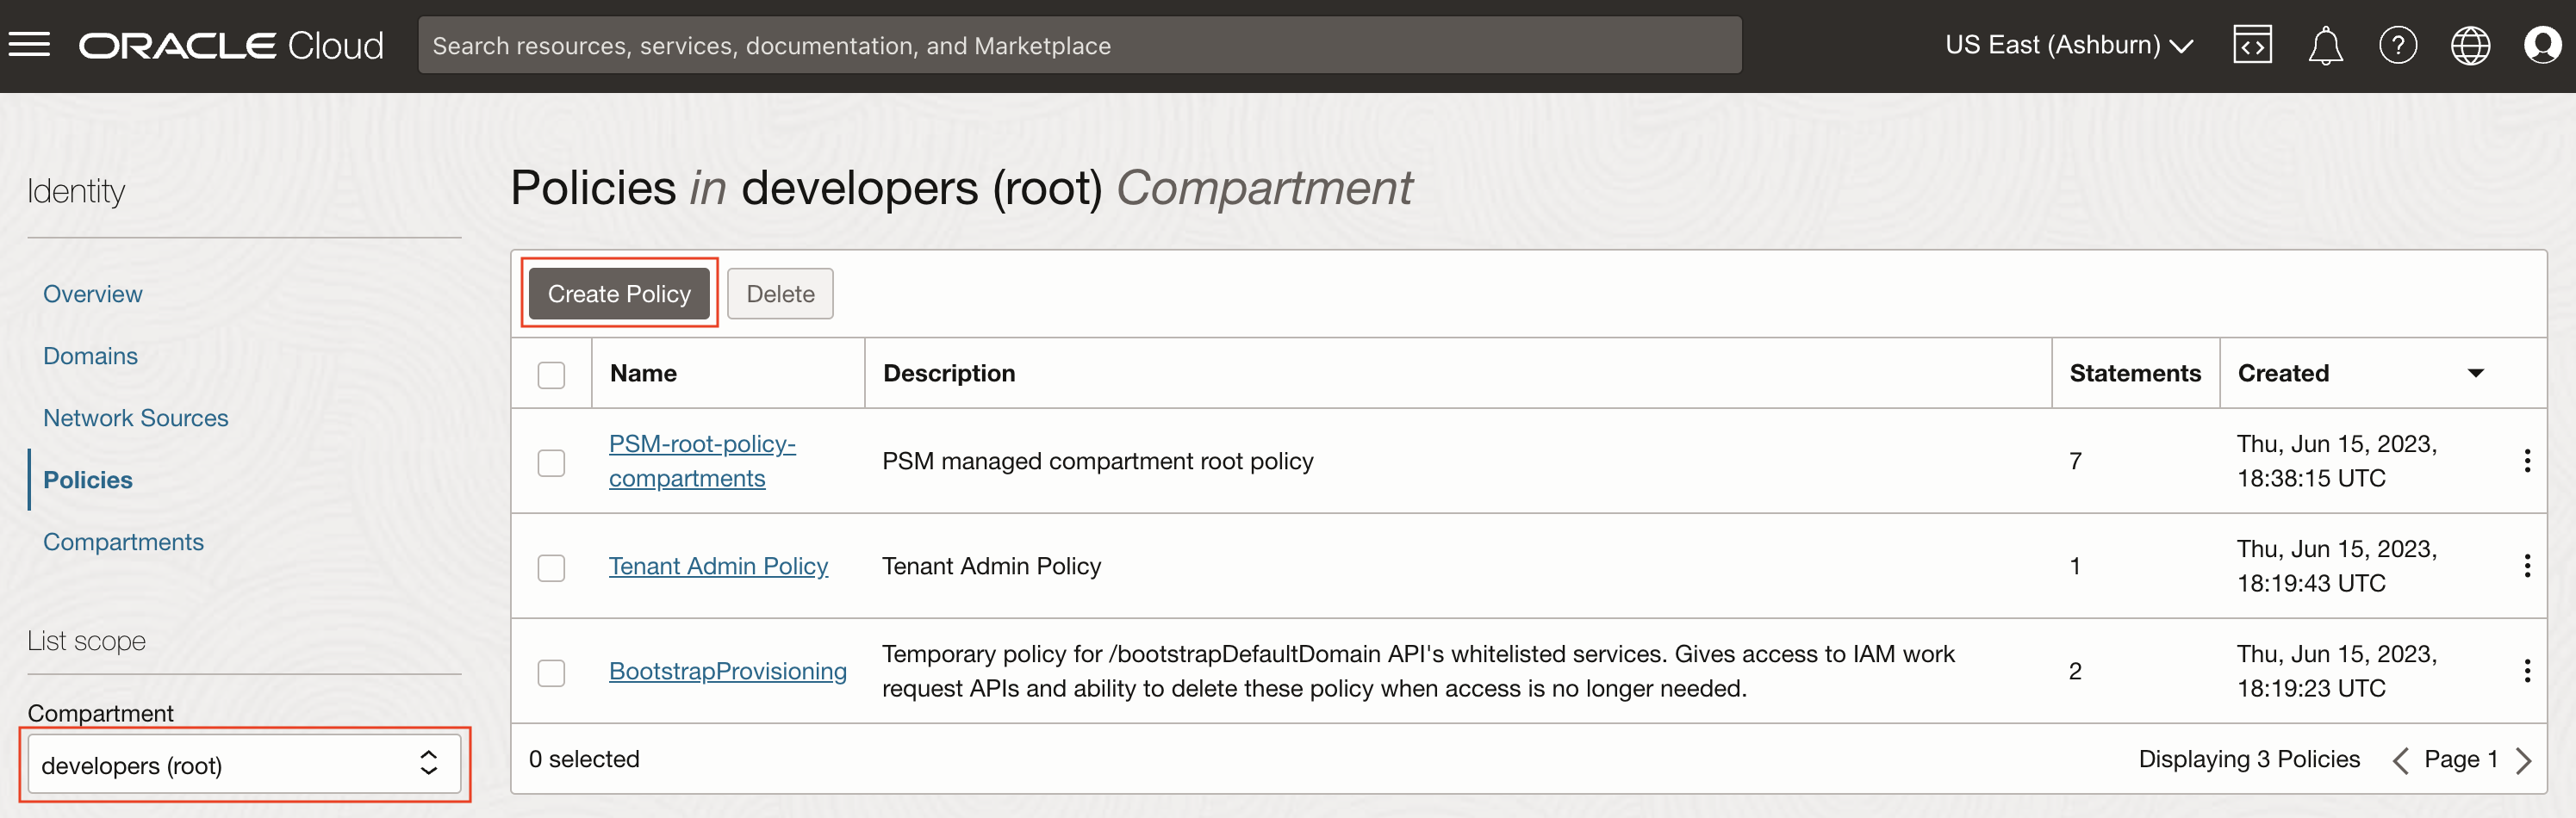 ORACLE Cloud
Search resources, services, documentation, and Marketplace
US East (Ashburn)
Identity
Overview
Domains
Network Sources
Policies
Compartments
List scope
Compartment
developers (root)
Policies in developers (root) Compartment
Create Policy
Delete
Name
Description
Statements
Created
PSM-root-policy-
compartments
PSM managed compartment root policy
7
Thu, Jun 15, 2023,
18:38:15 UTC
Tenant Admin Policy
Tenant Admin Policy
1
Thu, Jun 15, 2023,
18:19:43 UTC
BootstrapProvisioning
Temporary policy for /bootstrapDefaultDomain API's whitelisted services. Gives access to IAM work
request APIs and ability to delete these policy when access is no longer needed.
2
Thu, Jun 15, 2023,
18:19:23 UTC
0 selected
Displaying 3 Policies
Page 1